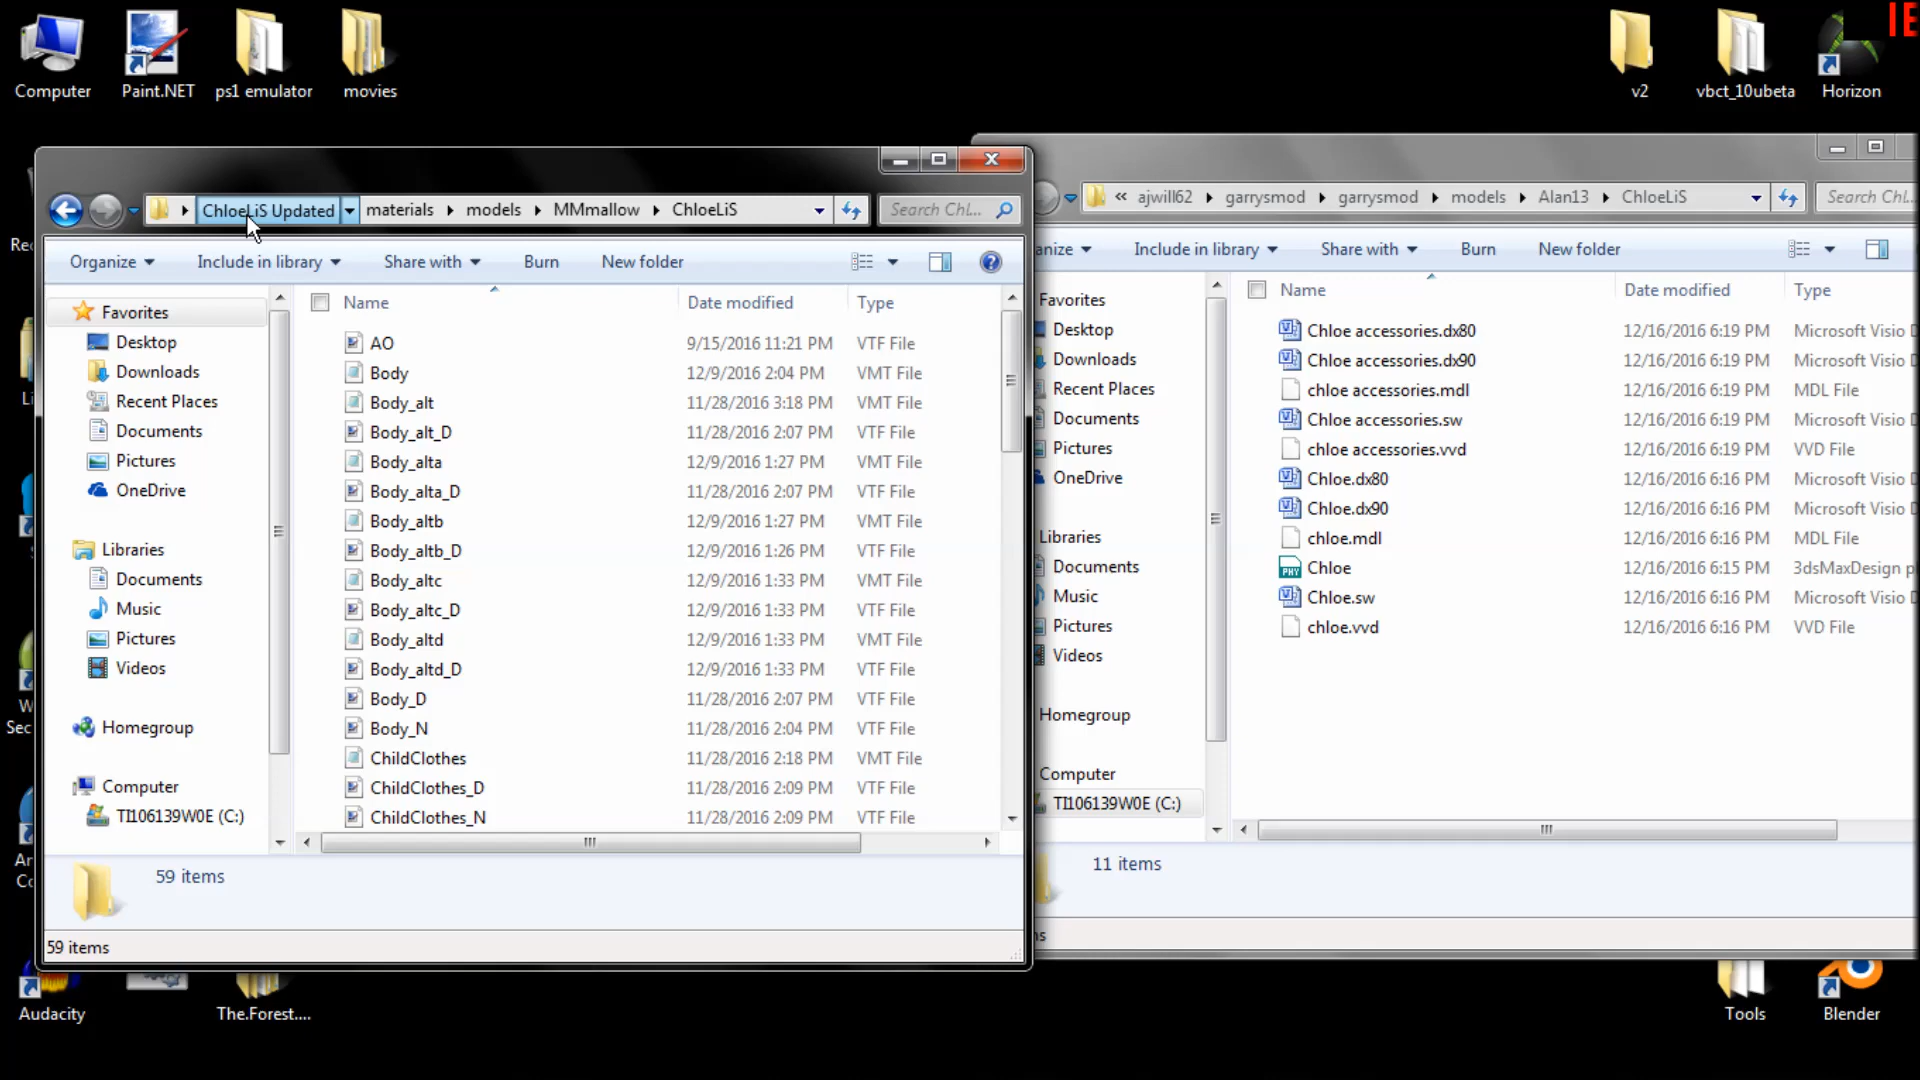 IE
Computer
Paint.NET
ps1 emulator
movies
v2
vbct_10ubeta
Horizon
ChloeLiS Updated materials models MMmallow ChloeLiS
Search Chl...
Organize Include in library Share with Burn New folder
Name Date modified Type
Favorites
Desktop
Downloads
Recent Places
Documents
Pictures
OneDrive
Libraries
Documents
Music
Pictures
Videos
Homegroup
Computer
TI106139W0E (C:)
AO 9/15/2016 11:21 PM VTF File
Body 12/9/2016 2:04 PM VMT File
Body_alt 11/28/2016 3:18 PM VMT File
Body_alt_D 11/28/2016 2:07 PM VTF File
Body_alta 12/9/2016 1:27 PM VMT File
Body_alta_D 11/28/2016 2:07 PM VTF File
Body_altb 12/9/2016 1:27 PM VMT File
Body_altb_D 12/9/2016 1:26 PM VTF File
Body_altc 12/9/2016 1:33 PM VMT File
Body_altc_D 12/9/2016 1:33 PM VTF File
Body_altd 12/9/2016 1:33 PM VMT File
Body_altd_D 12/9/2016 1:33 PM VTF File
Body_D 11/28/2016 2:07 PM VTF File
Body_N 11/28/2016 2:04 PM VTF File
ChildClothes 11/28/2016 2:18 PM VMT File
ChildClothes_D 11/28/2016 2:09 PM VTF File
ChildClothes_N 11/28/2016 2:09 PM VTF File
59 items
59 items
« ajwill62 garrysmod garrysmod models Alan13 ChloeLiS
Search Chl...
anize Include in library Share with Burn New folder
Name Date modified Type
Favorites
Desktop
Downloads
Recent Places
Documents
Pictures
OneDrive
Libraries
Documents
Music
Pictures
Videos
Homegroup
Computer
TI106139W0E (C:)
Chloe accessories.dx80 12/16/2016 6:19 PM Microsoft Visio D
Chloe accessories.dx90 12/16/2016 6:19 PM Microsoft Visio D
chloe accessories.mdl 12/16/2016 6:19 PM MDL File
Chloe accessories.sw 12/16/2016 6:19 PM Microsoft Visio D
chloe accessories.vvd 12/16/2016 6:19 PM VVD File
Chloe.dx80 12/16/2016 6:16 PM Microsoft Visio D
Chloe.dx90 12/16/2016 6:16 PM Microsoft Visio D
chloe.mdl 12/16/2016 6:16 PM MDL File
Chloe 12/16/2016 6:15 PM 3dsMaxDesign p
Chloe.sw 12/16/2016 6:16 PM Microsoft Visio D
chloe.vvd 12/16/2016 6:16 PM VVD File
11 items
ns
Rec
Li
W
Sec
Ar
Co
Audacity
The.Forest....
Tools
Blender